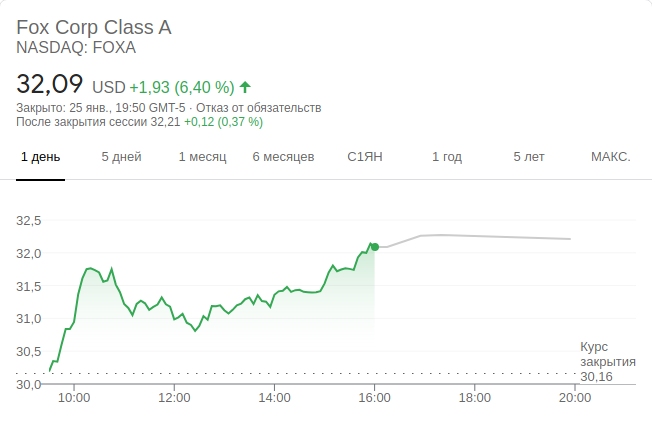 Fox Corp Class A
NASDAQ: FOXA
32,09 USD +1,93 (6,40 %)
Закрыто: 25 янв., 19:50 GMT-5 · Отказ от обязательств
После закрытия сессии 32,21 +0,12 (0,37 %)
1 день 5 дней 1 месяц 6 месяцев С1ЯН 1 год 5 лет МАКС.
32,5
32,0
31,5
31,0
30,5
30,0
Курс
закрытия
30,16
10:00 12:00 14:00 16:00 18:00 20:00